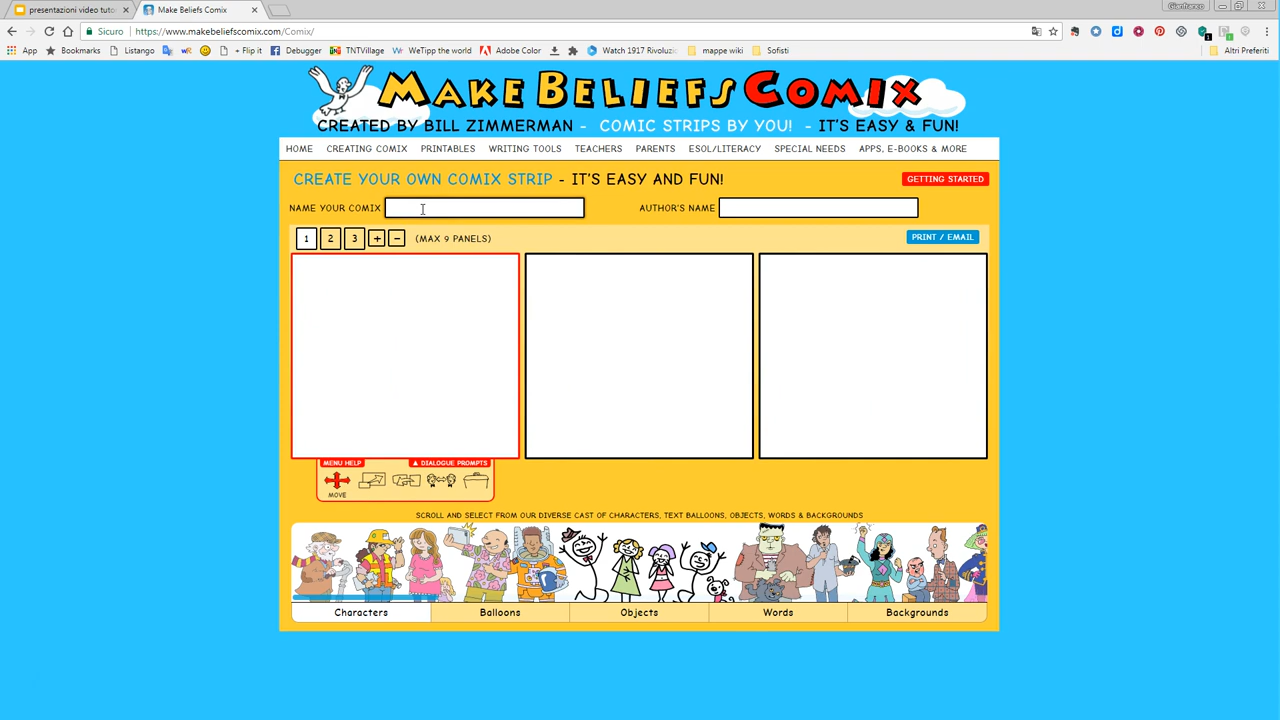 presentazioni video tuto
Make Beliefs Comix
Gianfranco
Sicuro
https://www.makebeliefscomix.com/Comix/
App
Bookmarks
Listango
+ Flip it
Debugger
TNTVillage
WeTipp the world
Adobe Color
Watch 1917 Rivoluzi
mappe wiki
Sofisti
Altri Preferiti
MAKE BELIEFS COMIX
CREATED BY BILL ZIMMERMAN - COMIC STRIPS BY YOU! - IT'S EASY & FUN!
HOME CREATING COMIX PRINTABLES WRITING TOOLS TEACHERS PARENTS ESOL/LITERACY SPECIAL NEEDS APPS, E-BOOKS & MORE
CREATE YOUR OWN COMIX STRIP - IT'S EASY AND FUN!
GETTING STARTED
NAME YOUR COMIX
AUTHOR'S NAME
1 2 3 + - (MAX 9 PANELS)
PRINT / EMAIL
MENU HELP
▲ DIALOGUE PROMPTS
MOVE
SCROLL AND SELECT FROM OUR DIVERSE CAST OF CHARACTERS, TEXT BALLOONS, OBJECTS, WORDS & BACKGROUNDS
Characters Balloons Objects Words Backgrounds